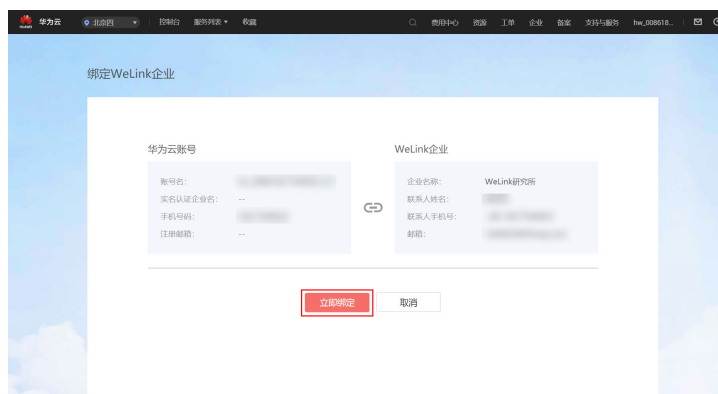 HUAWEI 华为云 北京四 控制台 服务列表 收藏 费用中心 资源 工单 企业 备案 支持与服务 hw_008618...
绑定WeLink企业
华为云账号
账号名：
实名认证企业名： --
手机号码：
注册邮箱： --
WeLink企业
企业名称： WeLink研究所
联系人姓名：
联系人手机号：
邮箱：
立即绑定 取消